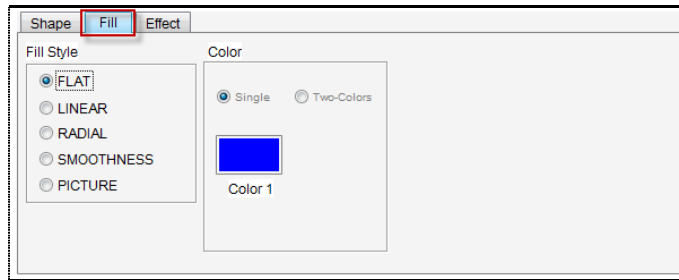 Shape Fill Effect
Fill Style Color
FLAT
Single Two-Colors
LINEAR
RADIAL
SMOOTHNESS
PICTURE
Color 1